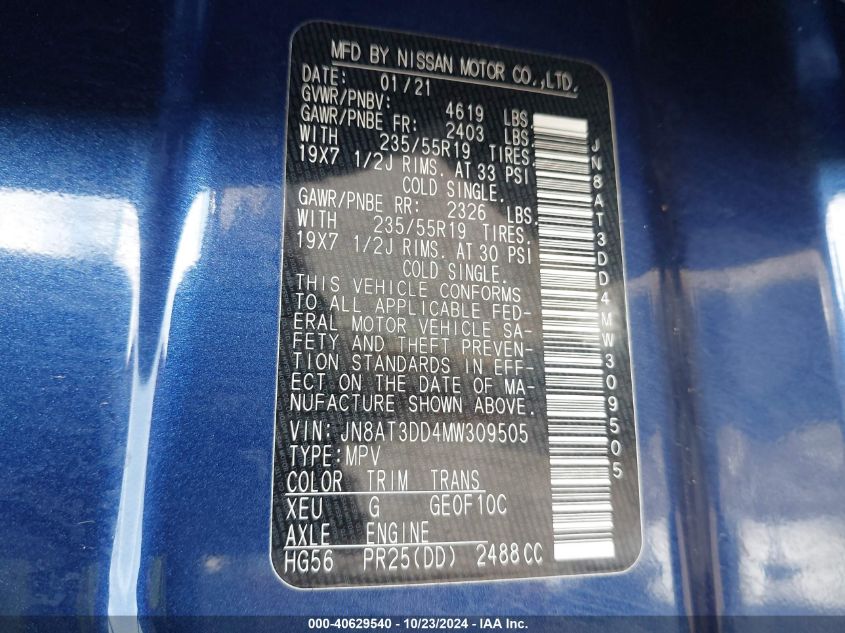 MFD BY NISSAN MOTOR CO.,LTD.
DATE: 01/21
GVWR/PNBV: 4619 LBS
GAWR/PNBE FR: 2403 LBS
WITH 235/55R19 TIRES.
19X7 1/2J RIMS. AT 33 PSI
COLD SINGLE.
GAWR/PNBE RR: 2326 LBS.
WITH 235/55R19 TIRES.
19X7 1/2J RIMS. AT 30 PSI
COLD SINGLE.
THIS VEHICLE CONFORMS
TO ALL APPLICABLE FED-
ERAL MOTOR VEHICLE SA-
FETY AND THEFT PREVEN-
TION STANDARDS IN EFF-
ECT ON THE DATE OF MA-
NUFACTURE SHOWN ABOVE.
VIN: JN8AT3DD4MW309505
TYPE:MPV
COLOR TRIM TRANS
XEU G GE0F10C
AXLE ENGINE
HG56 PR25(DD) 2488CC
JN8AT3DD4MW309505
000-40629540 - 10/23/2024 - IAA Inc.